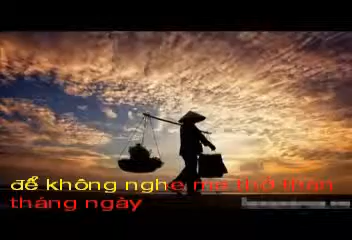 để không nghe mẹ thở than
tháng ngày